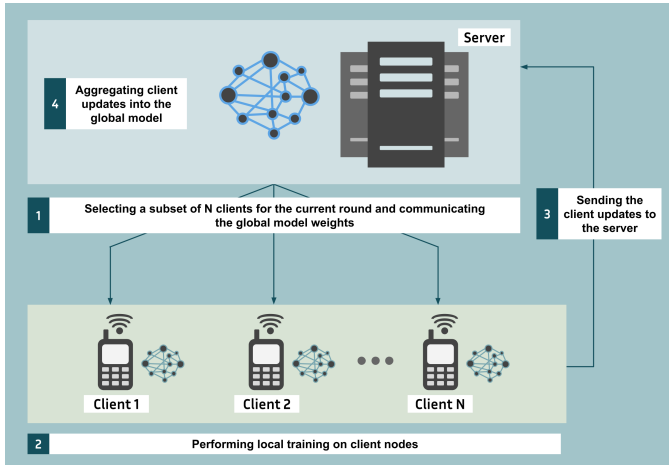 Server
4
Aggregating client
updates into the
global model
1
Selecting a subset of N clients for the current round and communicating
the global model weights
3
Sending the
client updates to
the server
Client 1
Client 2
Client N
2
Performing local training on client nodes